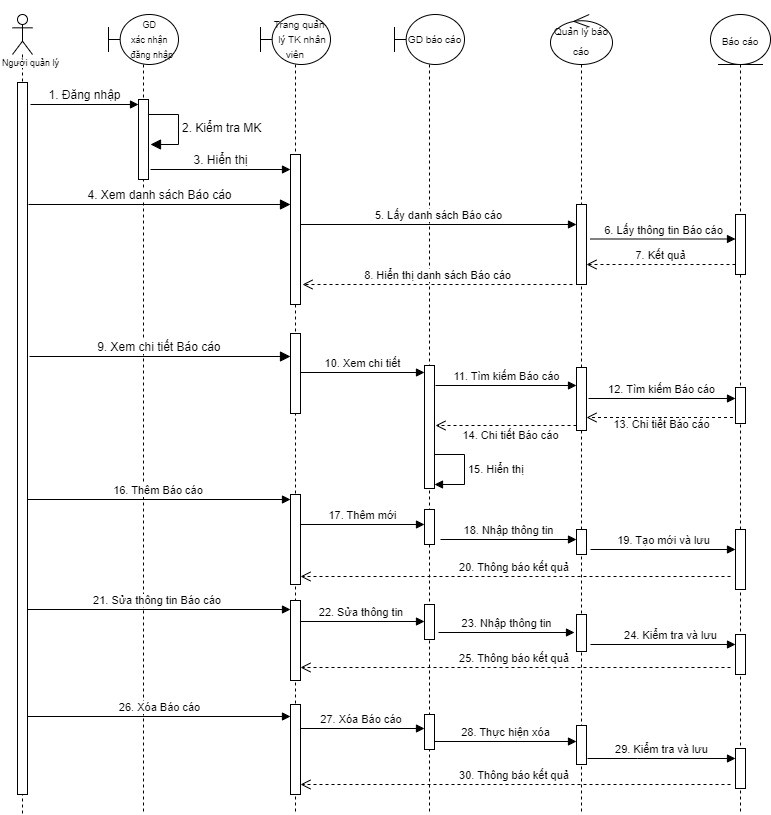 GD
xác nhận
đăng nhập
Trang quản
lý TK nhân
viên
GD báo cáo
Quản lý báo
cáo
Báo cáo
Người quản lý
1. Đăng nhập
2. Kiểm tra MK
3. Hiển thị
4. Xem danh sách Báo cáo
5. Lấy danh sách Báo cáo
6. Lấy thông tin Báo cáo
7. Kết quả
8. Hiển thị danh sách Báo cáo
9. Xem chi tiết Báo cáo
10. Xem chi tiết
11. Tìm kiếm Báo cáo
12. Tìm kiếm Báo cáo
13. Chi tiết Báo cáo
14. Chi tiết Báo cáo
15. Hiển thị
16. Thêm Báo cáo
17. Thêm mới
18. Nhập thông tin
19. Tạo mới và lưu
20. Thông báo kết quả
21. Sửa thông tin Báo cáo
22. Sửa thông tin
23. Nhập thông tin
24. Kiểm tra và lưu
25. Thông báo kết quả
26. Xóa Báo cáo
27. Xóa Báo cáo
28. Thực hiện xóa
29. Kiểm tra và lưu
30. Thông báo kết quả